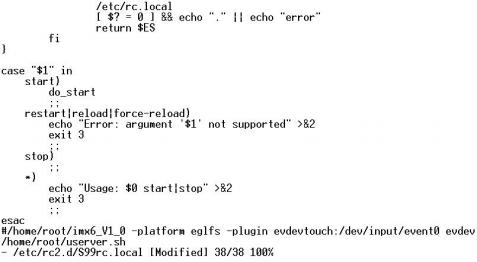 /etc/rc.local
[ $? = 0 ] && echo "." || echo "error"
return $ES
fi
}
case "$1" in
start)
do_start
;;
restart|reload|force-reload)
echo "Error: argument '$1' not supported" >&2
exit 3
;;
stop)
;;
*)
echo "Usage: $0 start|stop" >&2
exit 3
;;
esac
#/home/root/imx6_V1_0 -platform eglfs -plugin evdevtouch:/dev/input/event0 evdev
/home/root/userver.sh
- /etc/rc2.d/S99rc.local [Modified] 38/38 100%